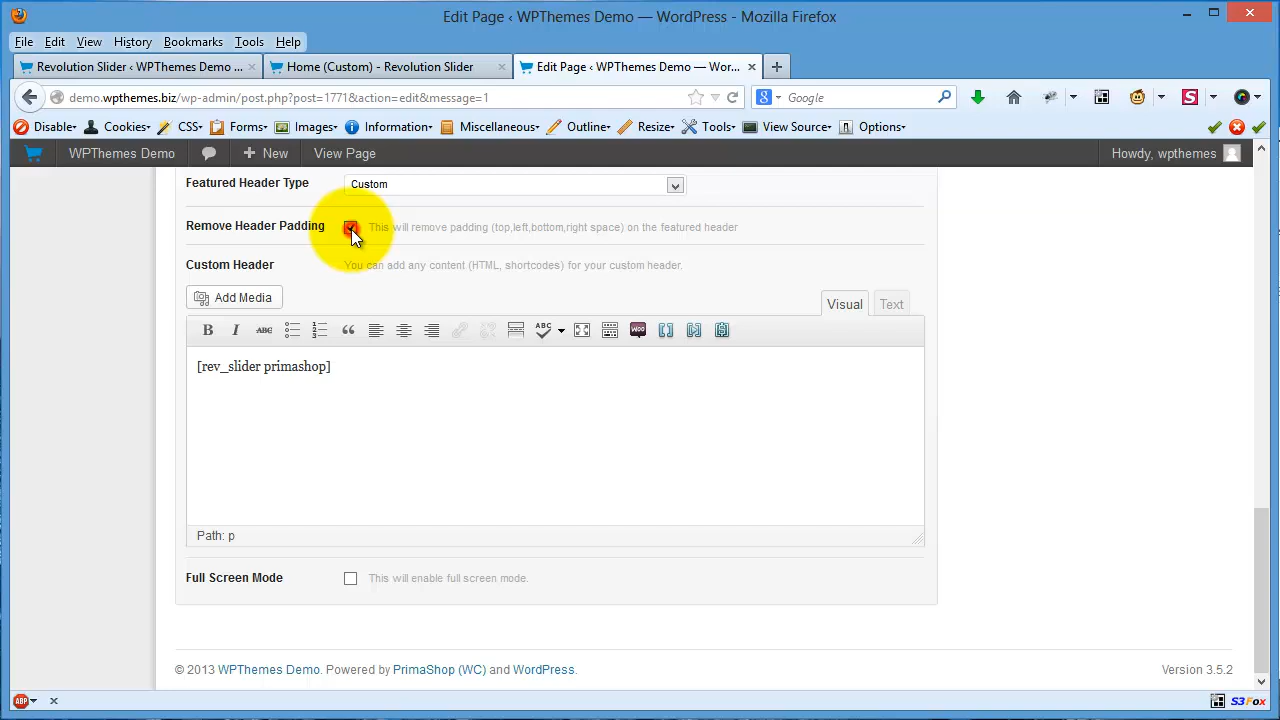 Edit Page ‹ WPThemes Demo — WordPress - Mozilla Firefox
File Edit View History Bookmarks Tools Help
Revolution Slider ‹ WPThemes Demo ... Home (Custom) - Revolution Slider Edit Page ‹ WPThemes Demo — Wor...
demo.wpthemes.biz/wp-admin/post.php?post=1771&action=edit&message=1 Google
Disable Cookies CSS Forms Images Information Miscellaneous Outline Resize Tools View Source Options
WPThemes Demo New View Page Howdy, wpthemes
Featured Header Type Custom
Remove Header Padding This will remove padding (top,left,bottom,right space) on the featured header
Custom Header You can add any content (HTML, shortcodes) for your custom header.
Add Media Visual Text
B I ABC ABC WOO
[rev_slider primashop]
Path: p
Full Screen Mode This will enable full screen mode.
© 2013 WPThemes Demo. Powered by PrimaShop (WC) and WordPress. Version 3.5.2
ABP S3Fox